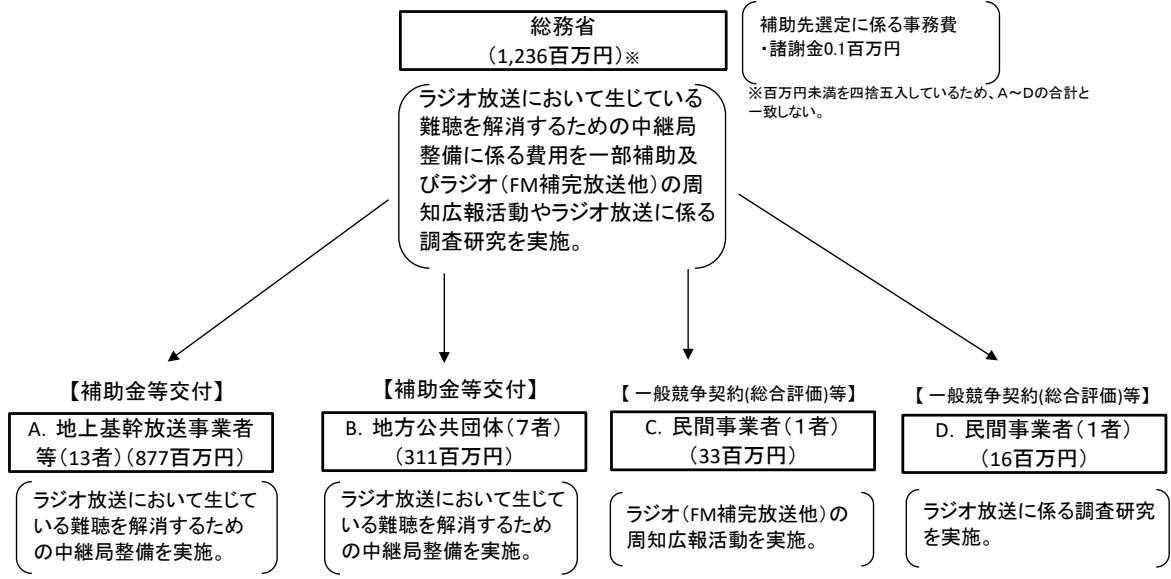 総務省
（1,236百万円）※
補助先選定に係る事務費
・諸謝金0.1百万円
※百万円未満を四捨五入しているため、A～Dの合計と
一致しない。
ラジオ放送において生じている
難聴を解消するための中継局
整備に係る費用を一部補助及
びラジオ（FM補完放送他）の周
知広報活動やラジオ放送に係る
調査研究を実施。
【補助金等交付】
A. 地上基幹放送事業者
等（13者）（877百万円）
ラジオ放送において生じて
いる難聴を解消するため
の中継局整備を実施。
【補助金等交付】
B. 地方公共団体（７者）
（311百万円）
ラジオ放送において生じて
いる難聴を解消するため
の中継局整備を実施。
【 一般競争契約(総合評価)等】
C. 民間事業者（１者）
（33百万円）
ラジオ（FM補完放送他）の
周知広報活動を実施。
【 一般競争契約(総合評価)等】
D. 民間事業者（１者）
（16百万円）
ラジオ放送に係る調査研究
を実施。